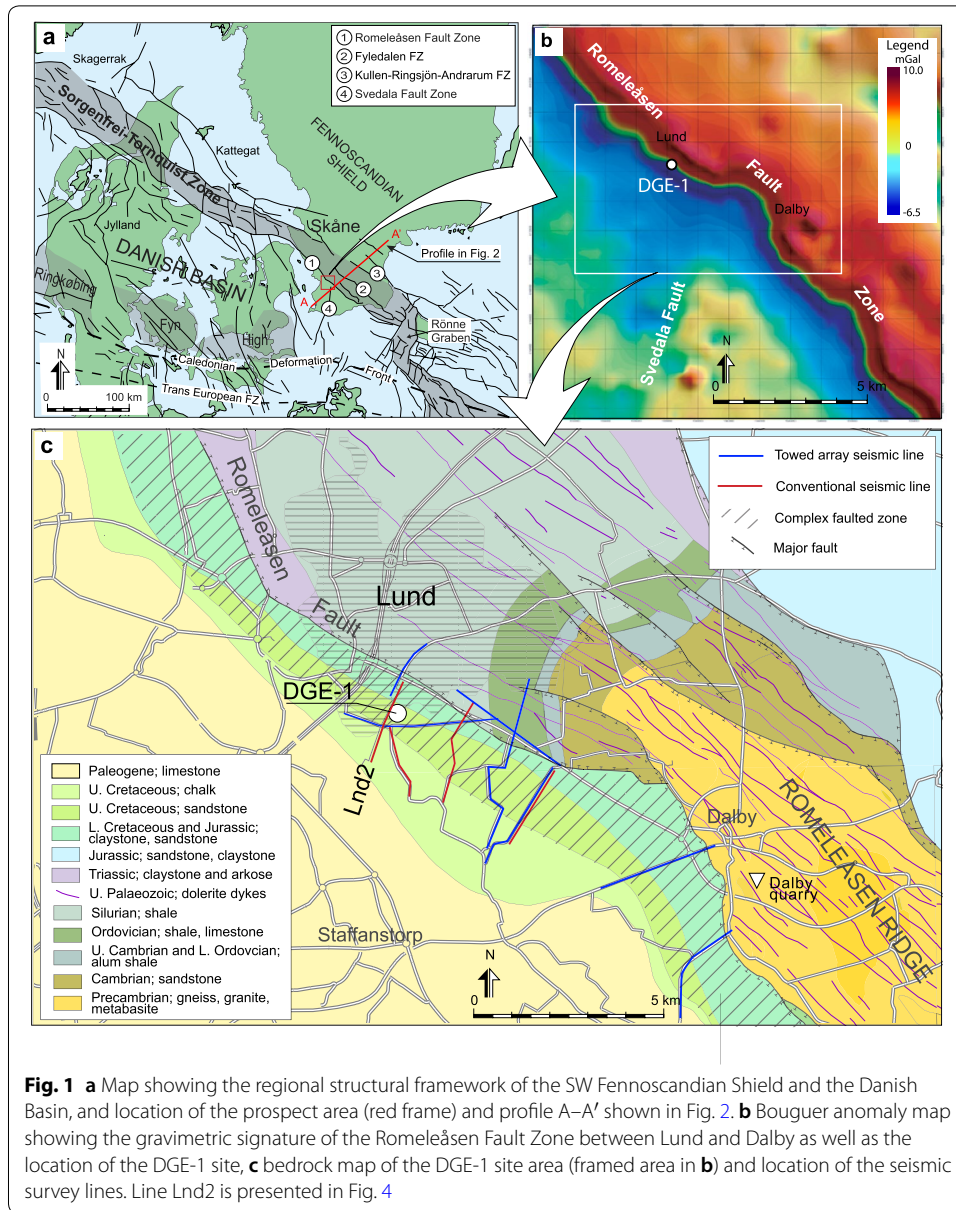 a
① Romeleåsen Fault Zone
② Fyledalen FZ
③ Kullen-Ringsjön-Andrarum FZ
④ Svedala Fault Zone
Skagerrak
Sorgenfrei-Tornquist Zone
Kattegat
FENNOSCANDIAN
SHIELD
Jylland
DANISH BASIN
Skåne
A'
Profile in Fig. 2
①
③
②
A
④
Ringkøbing
Fyn
High
Rönne
Graben
Caledonian
Deformation
Front
Trans European FZ
N
0
100 km
b
Legend
mGal
10.0
0
-6.5
Romeleåsen
Fault
Zone
Lund
DGE-1
Dalby
Svedala Fault
N
0
5 km
c
Towed array seismic line
Conventional seismic line
Complex faulted zone
Major fault
Romeleåsen
Fault
Lund
DGE-1
Lnd2
Dalby
Dalby
quarry
ROMELEÅSEN RIDGE
Staffanstorp
N
0
5 km
Paleogene; limestone
U. Cretaceous; chalk
U. Cretaceous; sandstone
L. Cretaceous and Jurassic;
claystone, sandstone
Jurassic; sandstone, claystone
Triassic; claystone and arkose
U. Palaeozoic; dolerite dykes
Silurian; shale
Ordovician; shale, limestone
U. Cambrian and L. Ordovcian;
alum shale
Cambrian; sandstone
Precambrian; gneiss, granite,
metabasite
Fig. 1 a Map showing the regional structural framework of the SW Fennoscandian Shield and the Danish
Basin, and location of the prospect area (red frame) and profile A–A′ shown in Fig. 2. b Bouguer anomaly map
showing the gravimetric signature of the Romeleåsen Fault Zone between Lund and Dalby as well as the
location of the DGE-1 site, c bedrock map of the DGE-1 site area (framed area in b) and location of the seismic
survey lines. Line Lnd2 is presented in Fig. 4